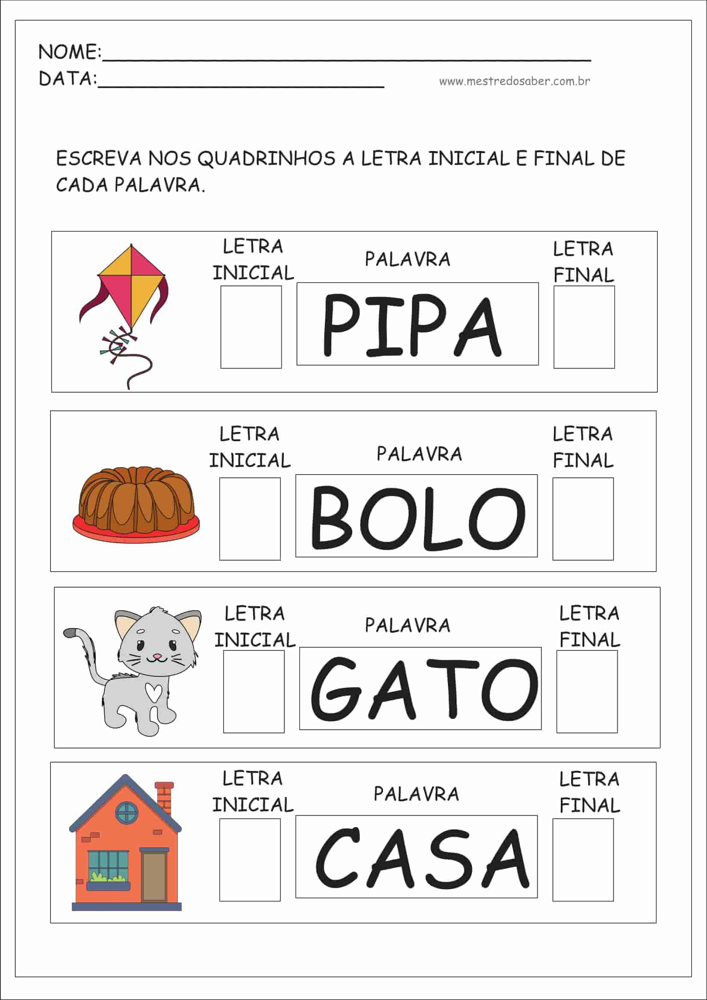 NOME:
DATA:
www.mestredosaber.com.br
ESCREVA NOS QUADRINHOS A LETRA INICIAL E FINAL DE
CADA PALAVRA.
LETRA
INICIAL
PALAVRA
PIPA
LETRA
FINAL
LETRA
INICIAL
PALAVRA
BOLO
LETRA
FINAL
LETRA
INICIAL
PALAVRA
GATO
LETRA
FINAL
LETRA
INICIAL
PALAVRA
CASA
LETRA
FINAL